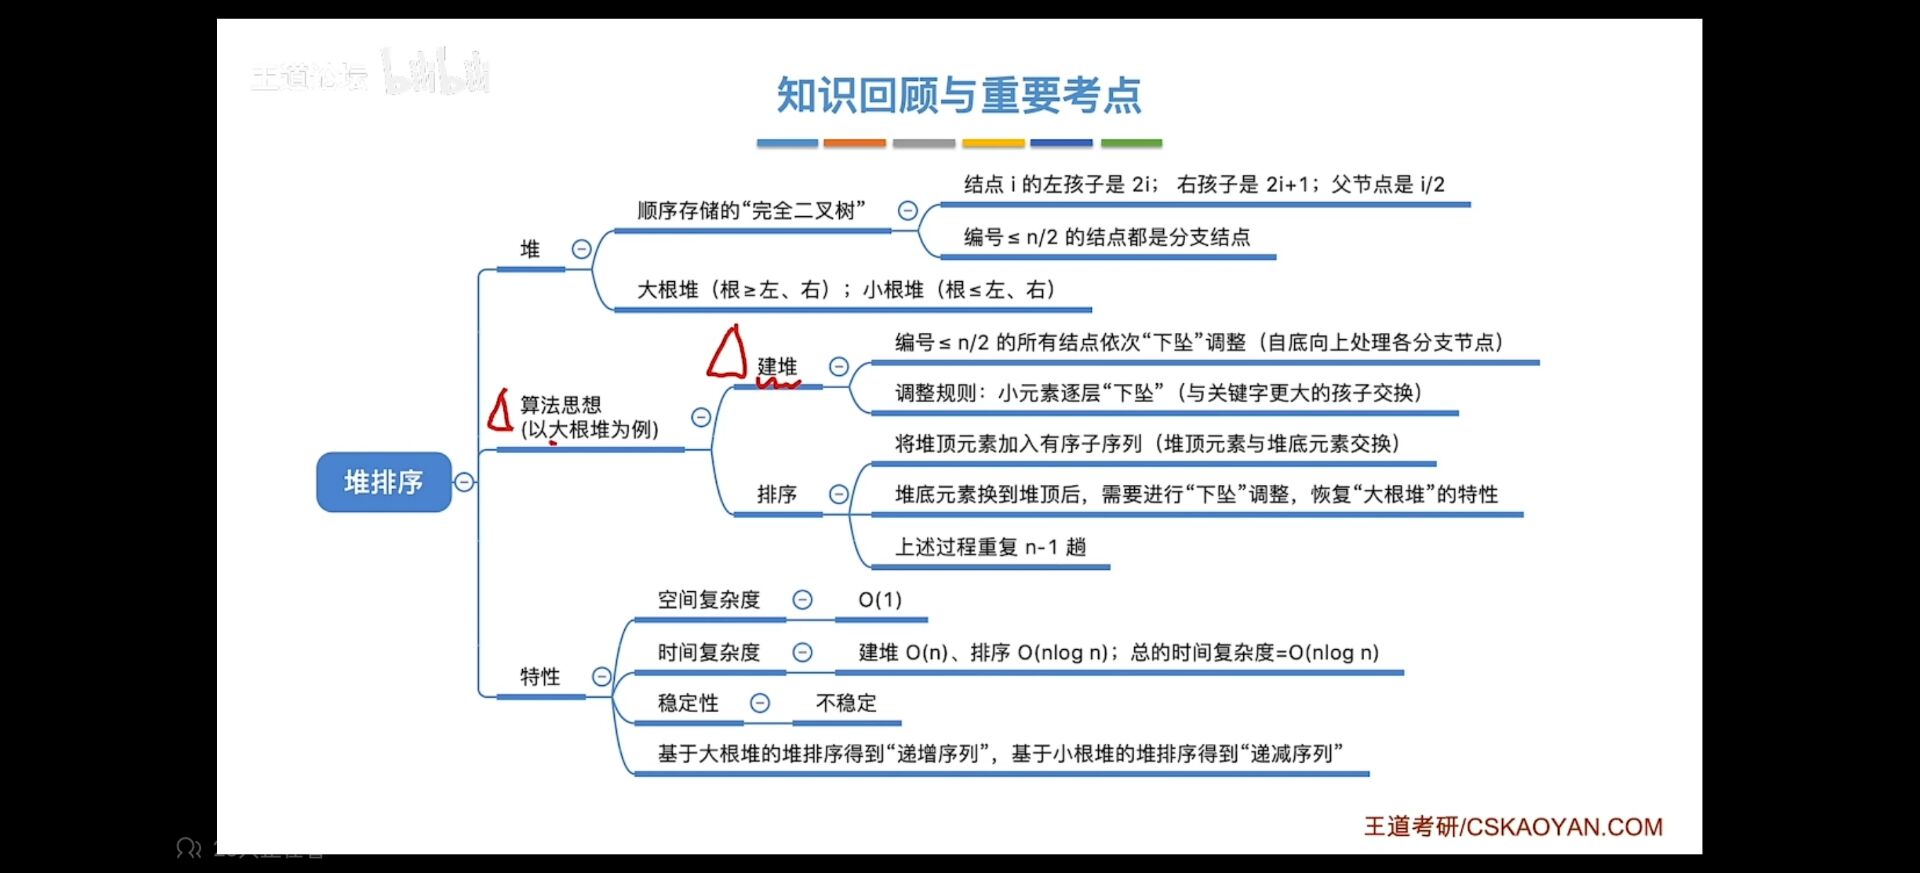 王道论坛 bilibili
知识回顾与重要考点
结点 i 的左孩子是 2i； 右孩子是 2i+1；父节点是 i/2
顺序存储的“完全二叉树”
编号≤ n/2 的结点都是分支结点
堆
大根堆（根≥左、右）；小根堆（根≤左、右）
编号≤ n/2 的所有结点依次“下坠”调整（自底向上处理各分支节点）
建堆
调整规则：小元素逐层“下坠”（与关键字更大的孩子交换）
算法思想
(以大根堆为例)
将堆顶元素加入有序子序列（堆顶元素与堆底元素交换）
堆排序
排序
堆底元素换到堆顶后，需要进行“下坠”调整，恢复“大根堆”的特性
上述过程重复 n-1 趟
空间复杂度
O(1)
时间复杂度
建堆 O(n)、排序 O(nlog n)；总的时间复杂度=O(nlog n)
特性
稳定性
不稳定
基于大根堆的堆排序得到“递增序列”，基于小根堆的堆排序得到“递减序列”
王道考研/CSKAOYAN.COM